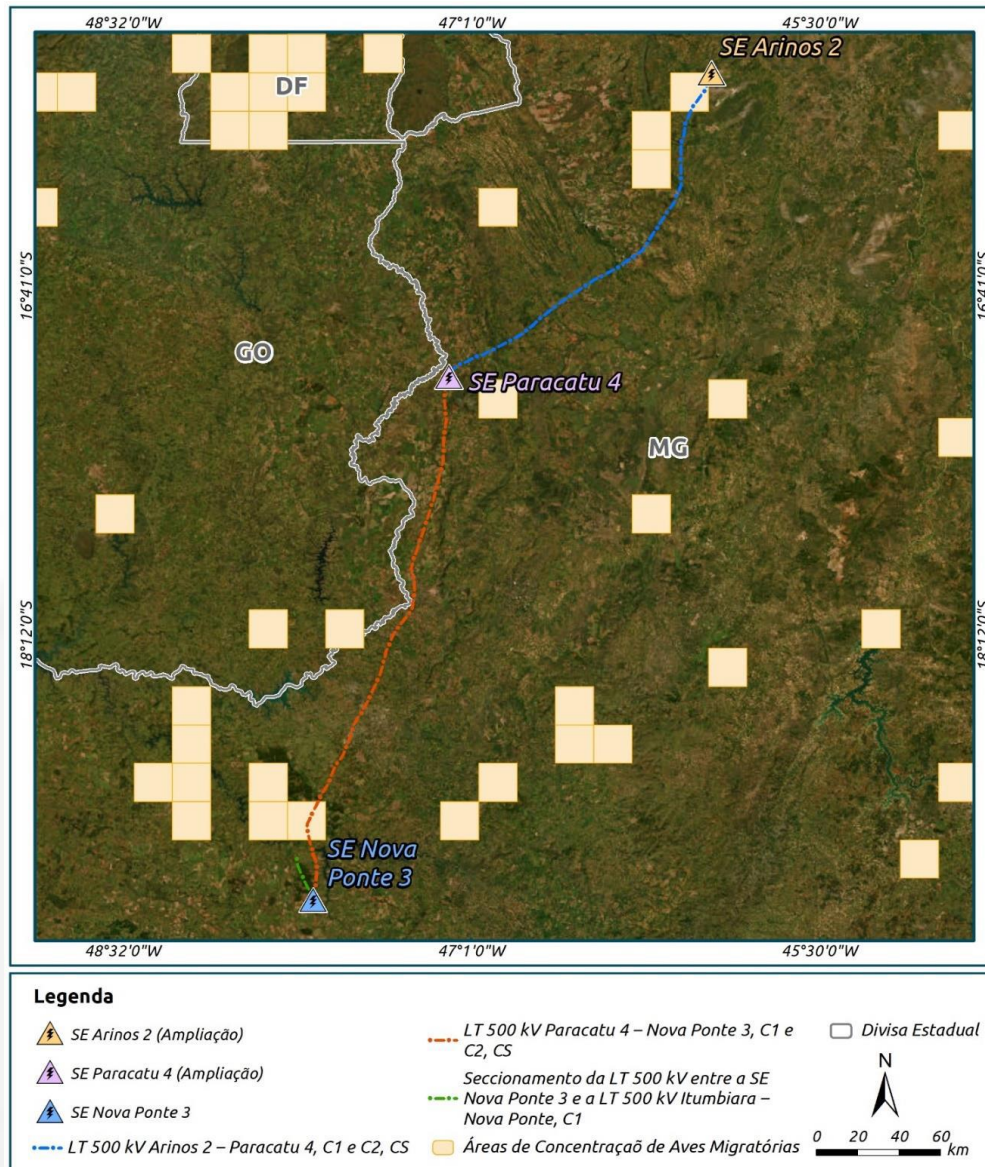 48°32'0"W
47°1'0"W
45°30'0"W
SE Arinos 2
DF
16°41'0"S
16°41'0"S
GO
SE Paracatu 4
MG
18°12'0"S
18°12'0"S
SE Nova
Ponte 3
48°32'0"W
47°1'0"W
45°30'0"W
Legenda
SE Arinos 2 (Ampliação)
SE Paracatu 4 (Ampliação)
SE Nova Ponte 3
LT 500 kV Arinos 2 – Paracatu 4, C1 e C2, CS
LT 500 kV Paracatu 4 – Nova Ponte 3, C1 e
C2, CS
Seccionamento da LT 500 kV entre a SE
Nova Ponte 3 e a LT 500 kV Itumbiara –
Nova Ponte, C1
Áreas de Concentraçaõ de Aves Migratórias
Divisa Estadual
N
0 20 40 60
km